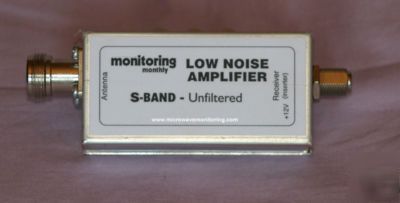 monitoring
monthly
LOW NOISE
AMPLIFIER
Antenna
S-BAND - Unfiltered
Receiver
(inserter)
+12V
www.microwavemonitoring.com